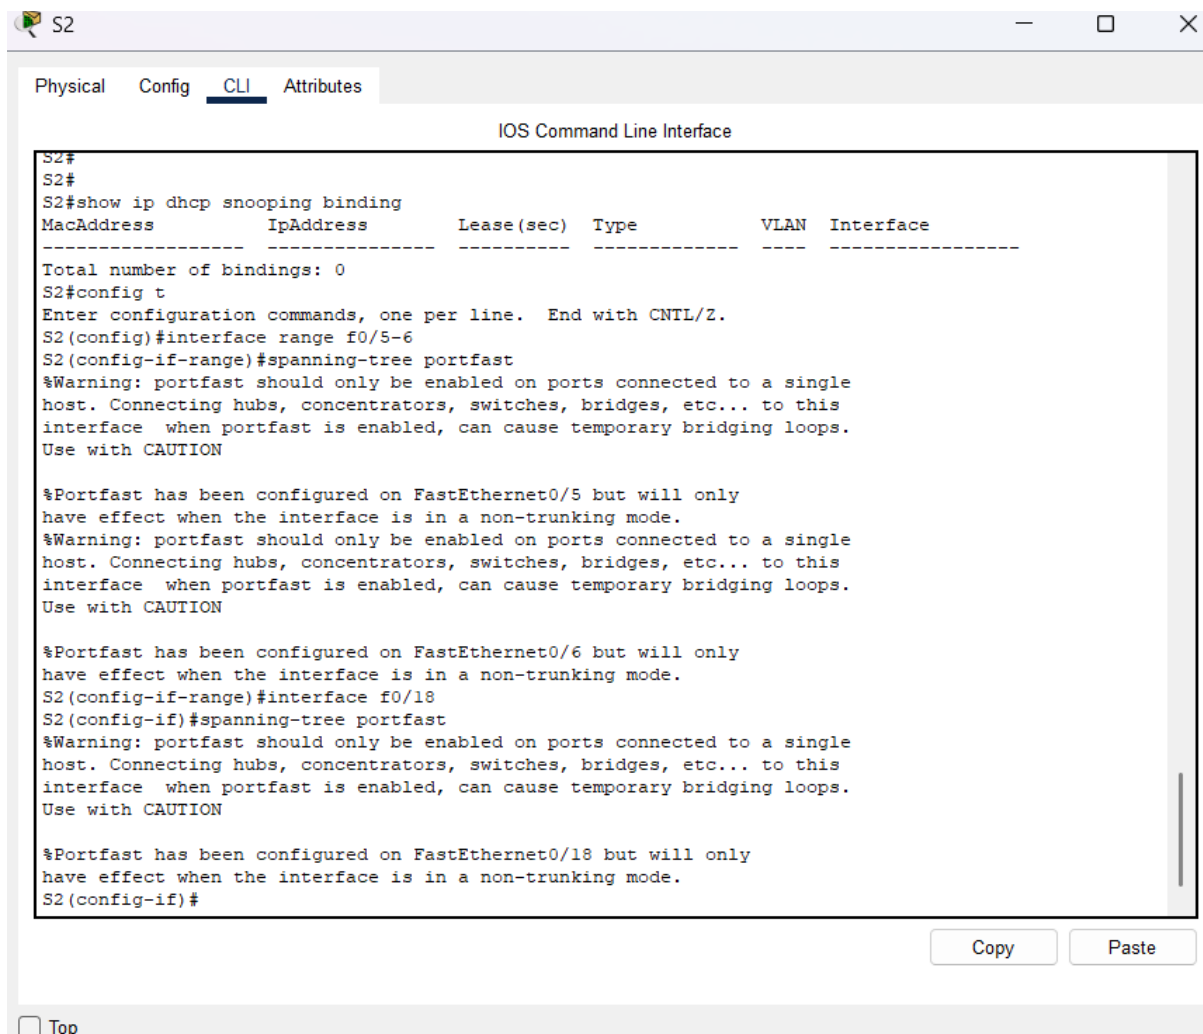 S2
Physical Config CLI Attributes
IOS Command Line Interface
S2#
S2#
S2#show ip dhcp snooping binding
MacAddress          IpAddress        Lease(sec)  Type           VLAN  Interface
------------------  ---------------  ----------  -------------  ----  -----------------
Total number of bindings: 0
S2#config t
Enter configuration commands, one per line.  End with CNTL/Z.
S2(config)#interface range f0/5-6
S2(config-if-range)#spanning-tree portfast
%Warning: portfast should only be enabled on ports connected to a single
host. Connecting hubs, concentrators, switches, bridges, etc... to this
interface  when portfast is enabled, can cause temporary bridging loops.
Use with CAUTION

%Portfast has been configured on FastEthernet0/5 but will only
have effect when the interface is in a non-trunking mode.
%Warning: portfast should only be enabled on ports connected to a single
host. Connecting hubs, concentrators, switches, bridges, etc... to this
interface  when portfast is enabled, can cause temporary bridging loops.
Use with CAUTION

%Portfast has been configured on FastEthernet0/6 but will only
have effect when the interface is in a non-trunking mode.
S2(config-if-range)#interface f0/18
S2(config-if)#spanning-tree portfast
%Warning: portfast should only be enabled on ports connected to a single
host. Connecting hubs, concentrators, switches, bridges, etc... to this
interface  when portfast is enabled, can cause temporary bridging loops.
Use with CAUTION

%Portfast has been configured on FastEthernet0/18 but will only
have effect when the interface is in a non-trunking mode.
S2(config-if)#
Copy Paste
Top